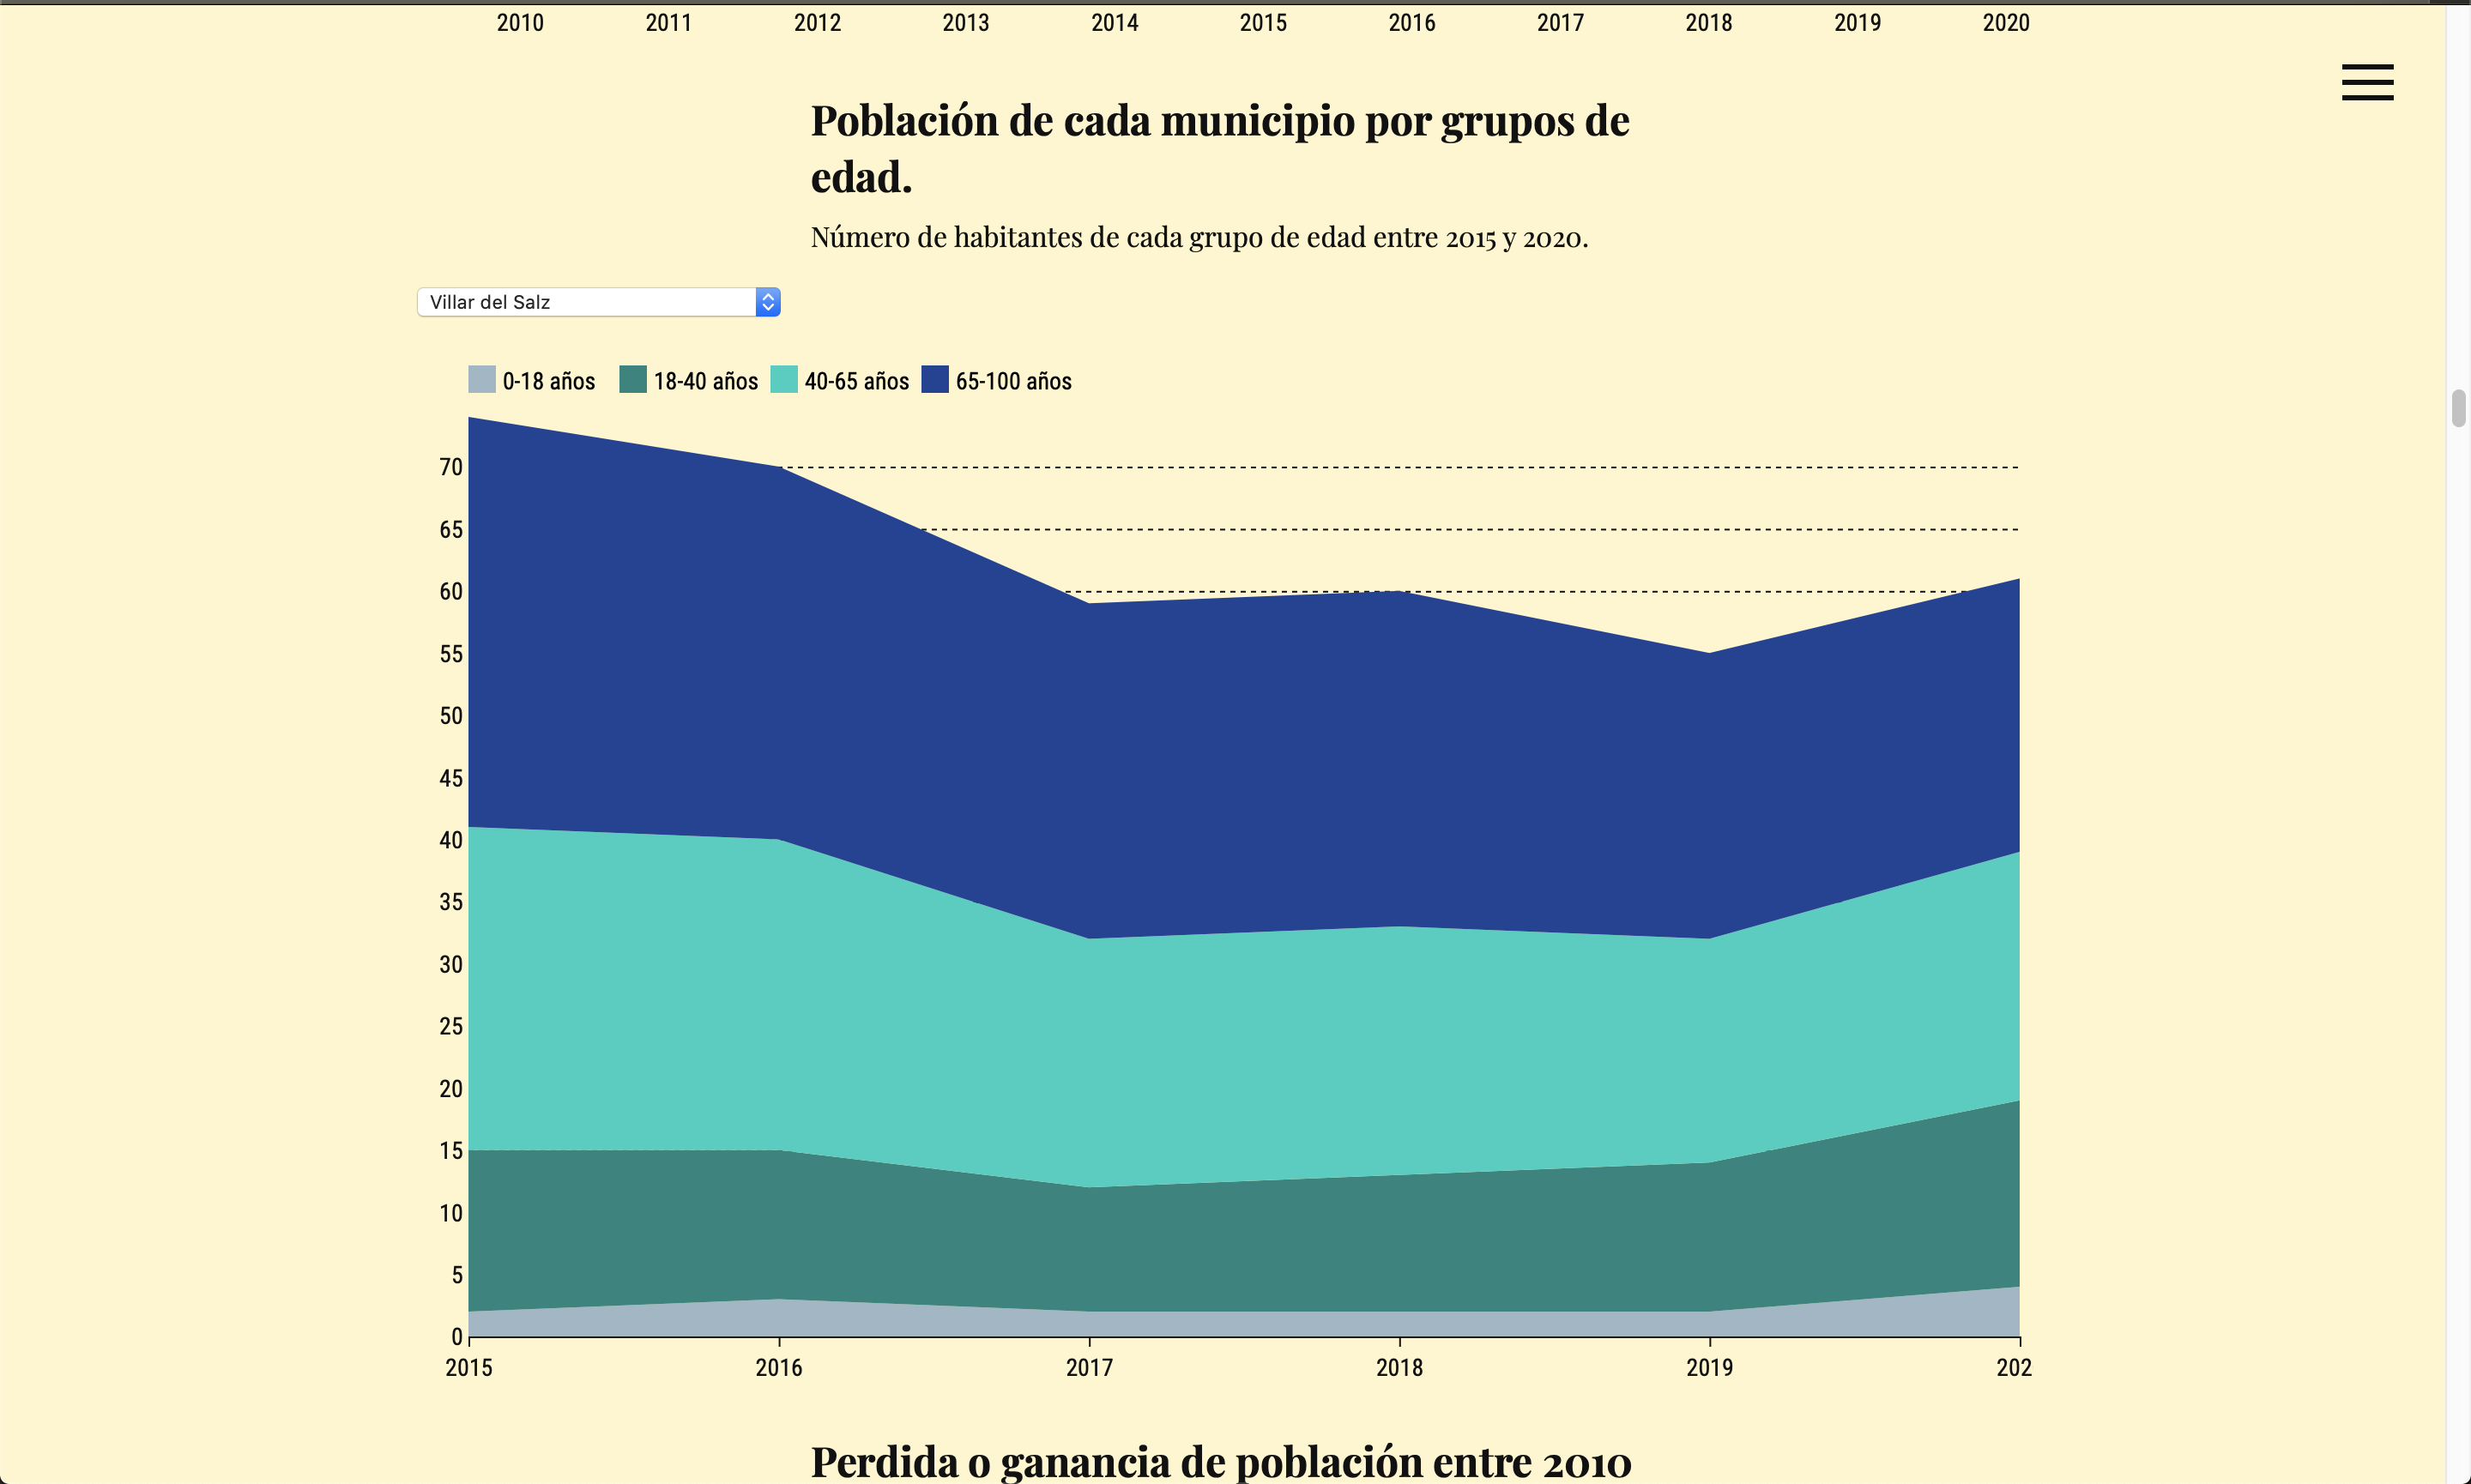 2010 2011 2012 2013 2014 2015 2016 2017 2018 2019 2020
Población de cada municipio por grupos de
edad.
Número de habitantes de cada grupo de edad entre 2015 y 2020.
Villar del Salz
0-18 años 18-40 años 40-65 años 65-100 años
70
65
60
55
50
45
40
35
30
25
20
15
10
5
0
2015 2016 2017 2018 2019 202
Perdida o ganancia de población entre 2010